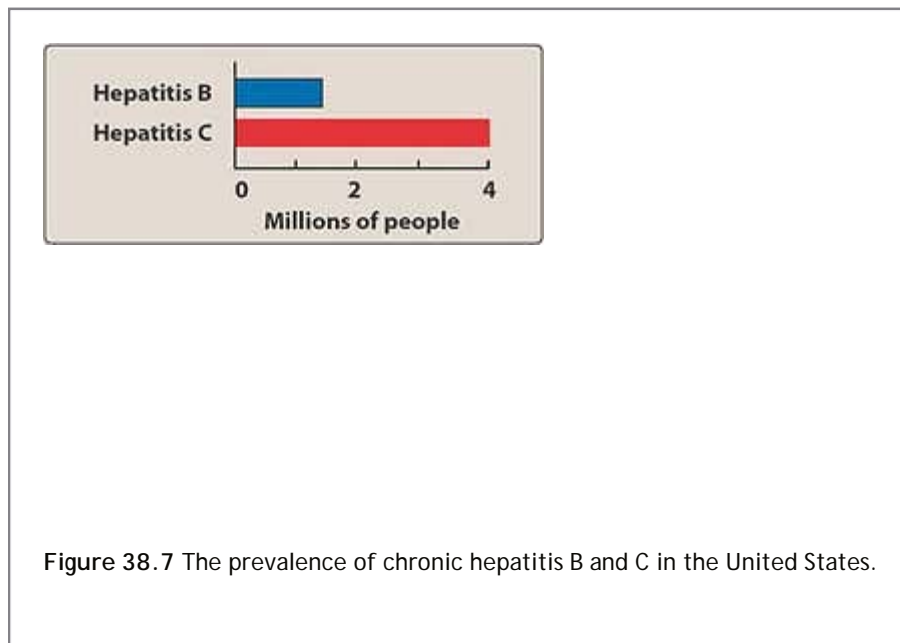 Hepatitis B
Hepatitis C
0 2 4
Millions of people
Figure 38.7 The prevalence of chronic hepatitis B and C in the United States.